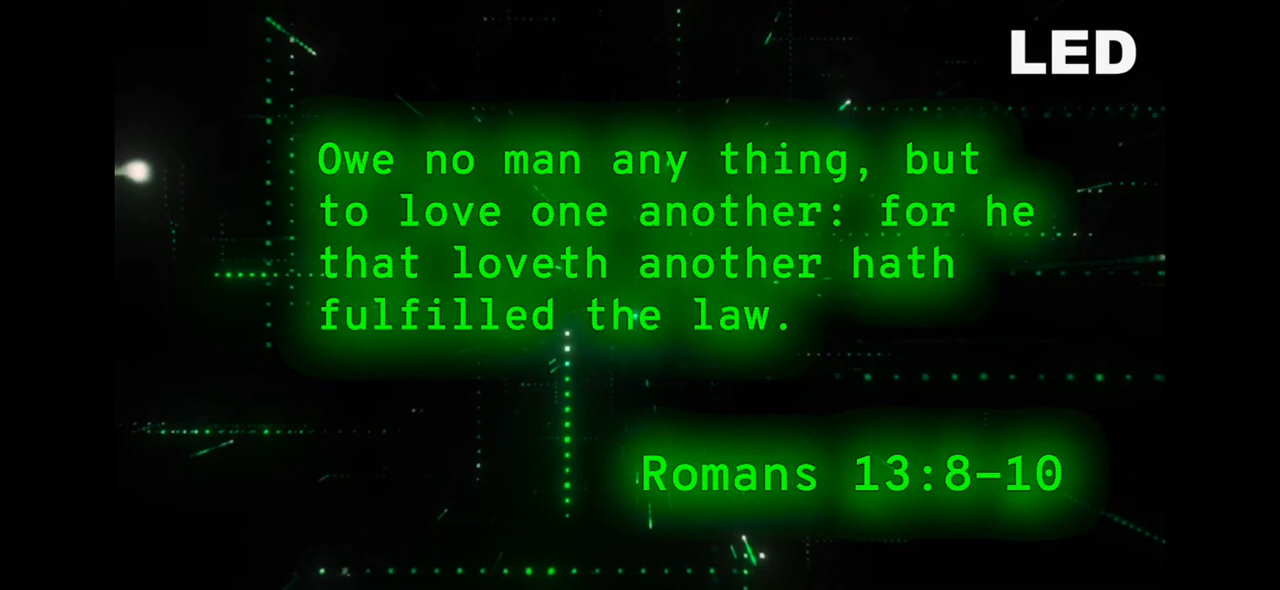 LED
Owe no man any thing, but
to love one another: for he
that loveth another hath
fulfilled the law.
Romans 13:8-10